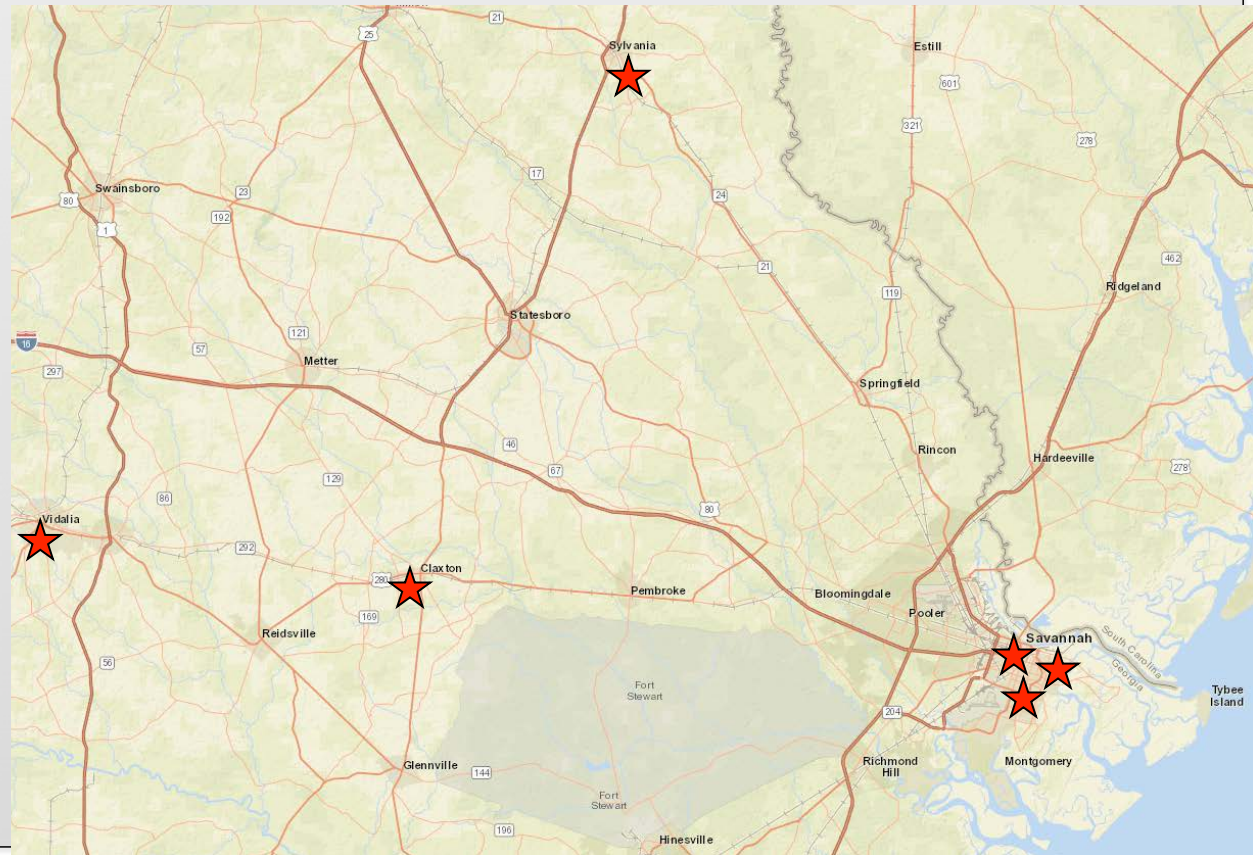 21
25
Sylvania
Estill
601
321
278
17
Swainsboro
80
23
24
192
1
21
462
119
Ridgeland
Statesboro
16
121
57
Metter
297
Springfield
46
Rincon
Hardeeville
67
278
129
86
80
Vidalia
292
Claxton
280
Pembroke
Bloomingdale
Pooler
169
Reidsville
Savannah
South Carolina
Georgia
56
Fort
Stewart
Tybee
Island
204
Glennville
144
Richmond
Hill
Montgomery
Fort
Stewart
196
Hinesville